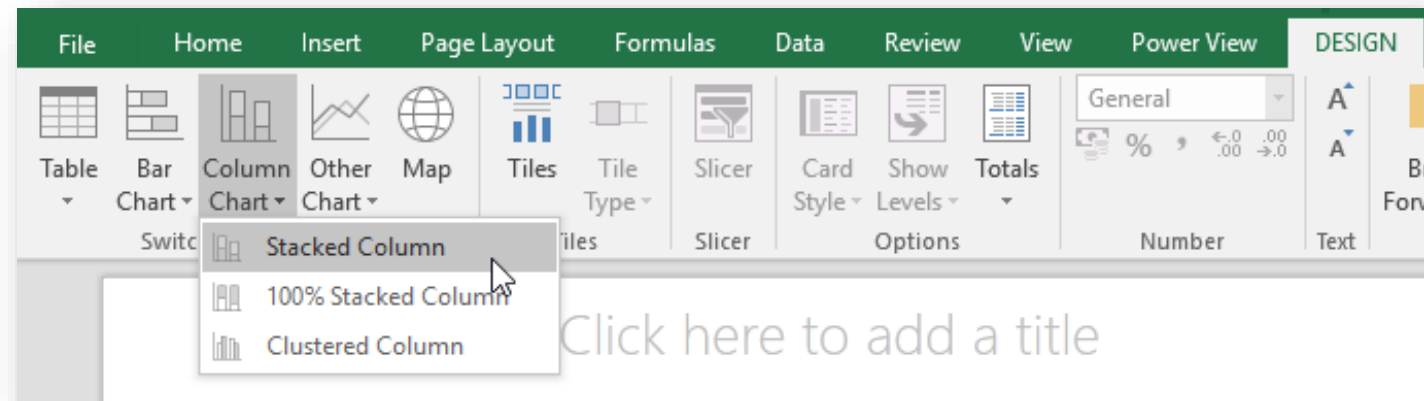 File Home Insert Page Layout Formulas Data Review View Power View DESIGN
General
A
% , .00 .00
.00 .0
Table Bar Column Other Map Tiles Tile Slicer Card Show Totals A
Chart Chart Chart Type Style Levels
Switc iles Slicer Options Number Text
Stacked Column
100% Stacked Column
Clustered Column
Click here to add a title